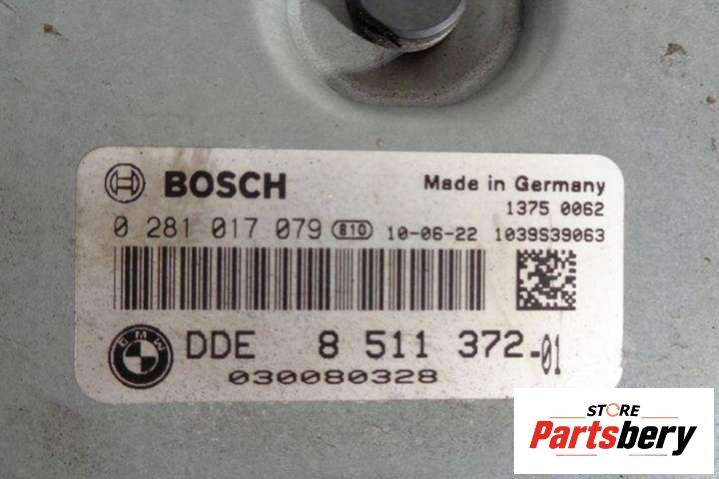 BOSCH Made in Germany
1375 0062
0 281 017 079 810 10-06-22 1039S39063
BMW DDE 8 511 372-01
030080328
STORE
Partsbery